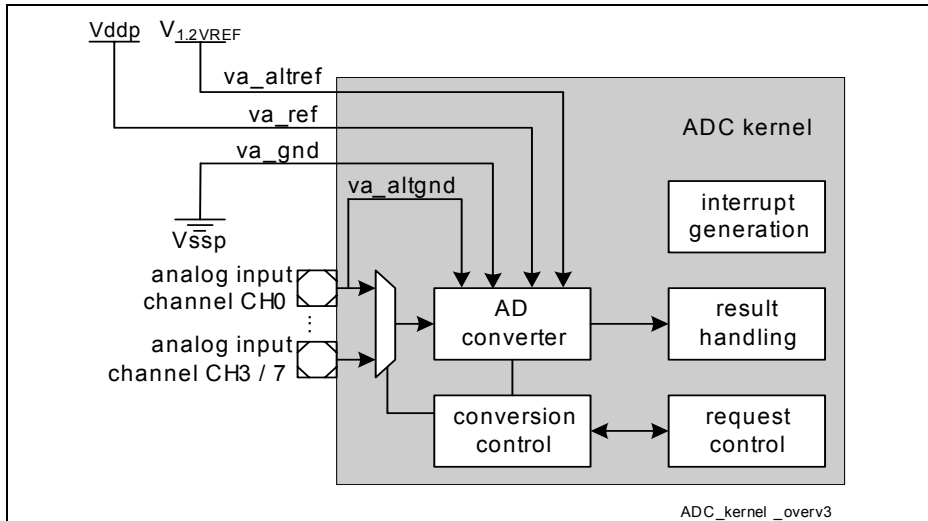 Vddp
V1.2VREF
va_altref
va_ref
ADC kernel
va_gnd
va_altgnd
interrupt
generation
Vssp
analog input
channel CH0
AD
converter
result
handling
analog input
channel CH3 / 7
conversion
control
request
control
ADC_kernel _overv3